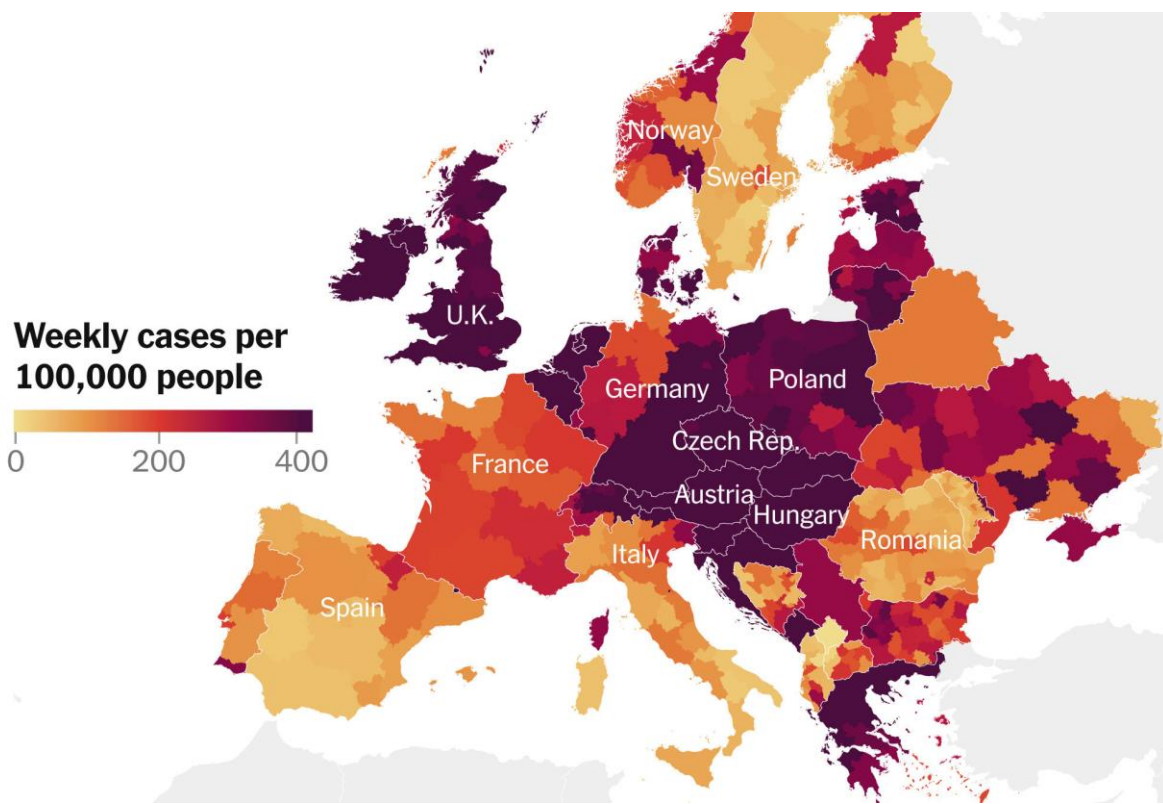 Norway
Sweden
U.K.
Weekly cases per
100,000 people
0 200 400
Germany
Poland
Czech Rep.
France
Austria
Hungary
Italy
Romania
Spain